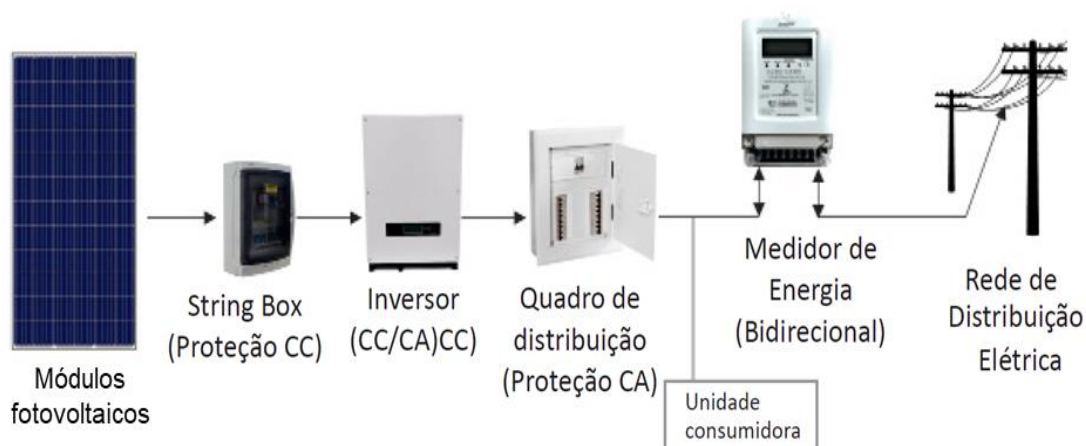 Módulos
fotovoltaicos
String Box
(Proteção CC)
Inversor
(CC/CA)CC)
Quadro de
distribuição
(Proteção CA)
Unidade
consumidora
Medidor de
Energia
(Bidirecional)
Rede de
Distribuição
Elétrica